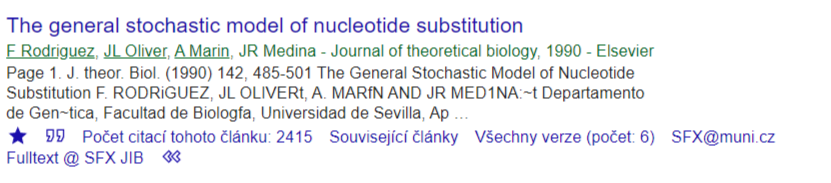 The general stochastic model of nucleotide substitution
F Rodriguez, JL Oliver, A Marin, JR Medina - Journal of theoretical biology, 1990 - Elsevier
Page 1. J. theor. Biol. (1990) 142, 485-501 The General Stochastic Model of Nucleotide
Substitution F. RODRiGUEZ, JL OLIVERt, A. MARfN AND JR MED1NA:~t Departamento
de Gen~tica, Facultad de Biologfa, Universidad de Sevilla, Ap ...
Počet citací tohoto článku: 2415 Související články Všechny verze (počet: 6) SFX@muni.cz
Fulltext @ SFX JIB